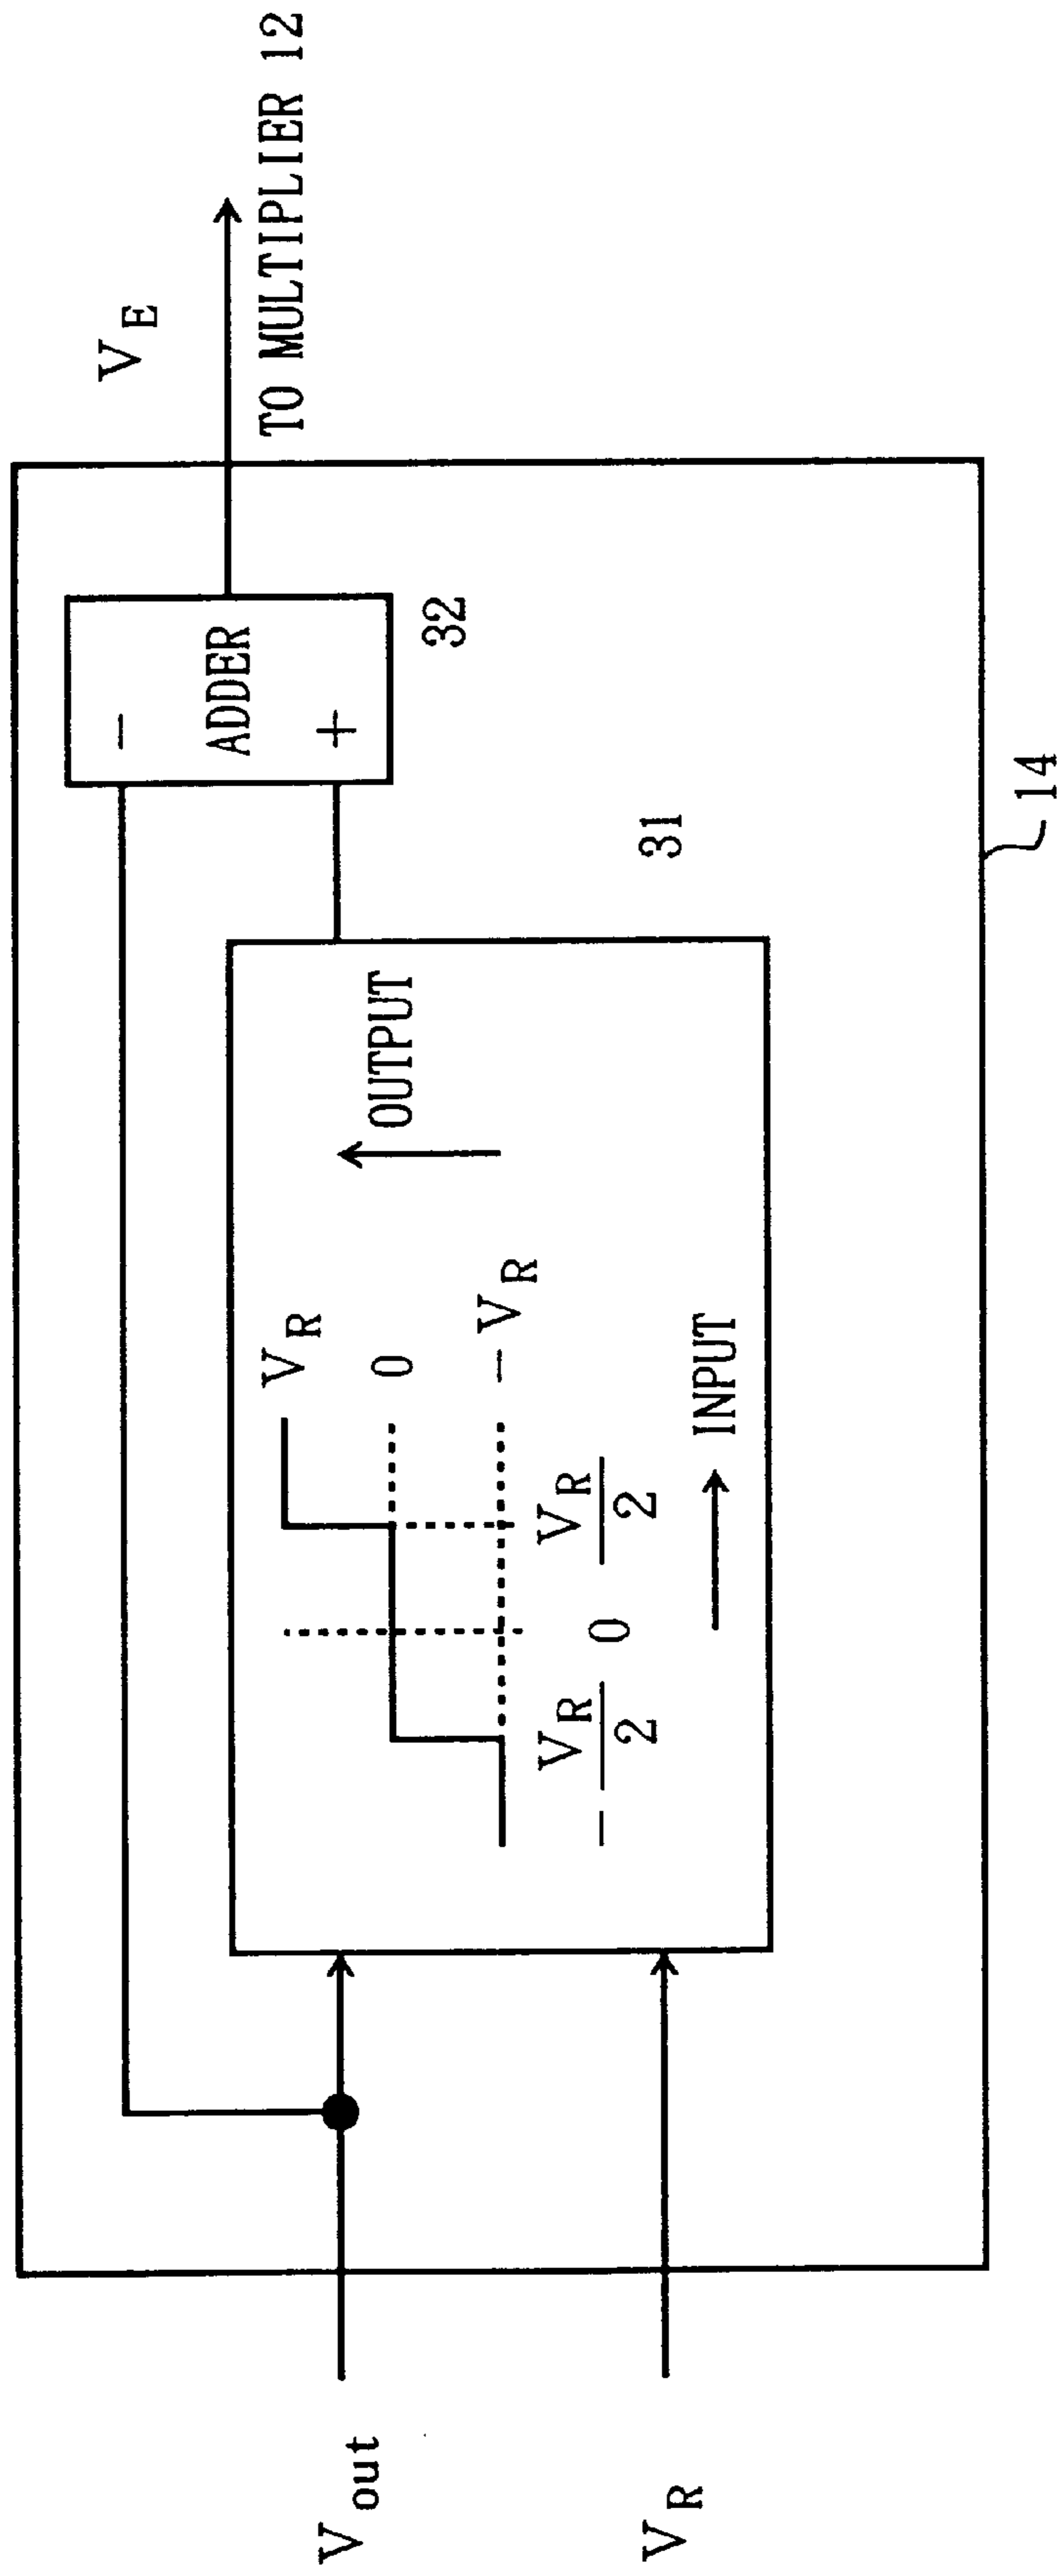 V_E
TO MULTIPLIER 12
-
ADDER
+
32
31
OUTPUT
V_R
0
-V_R
-V_R/2
0
V_R/2
INPUT
V_out
V_R
14